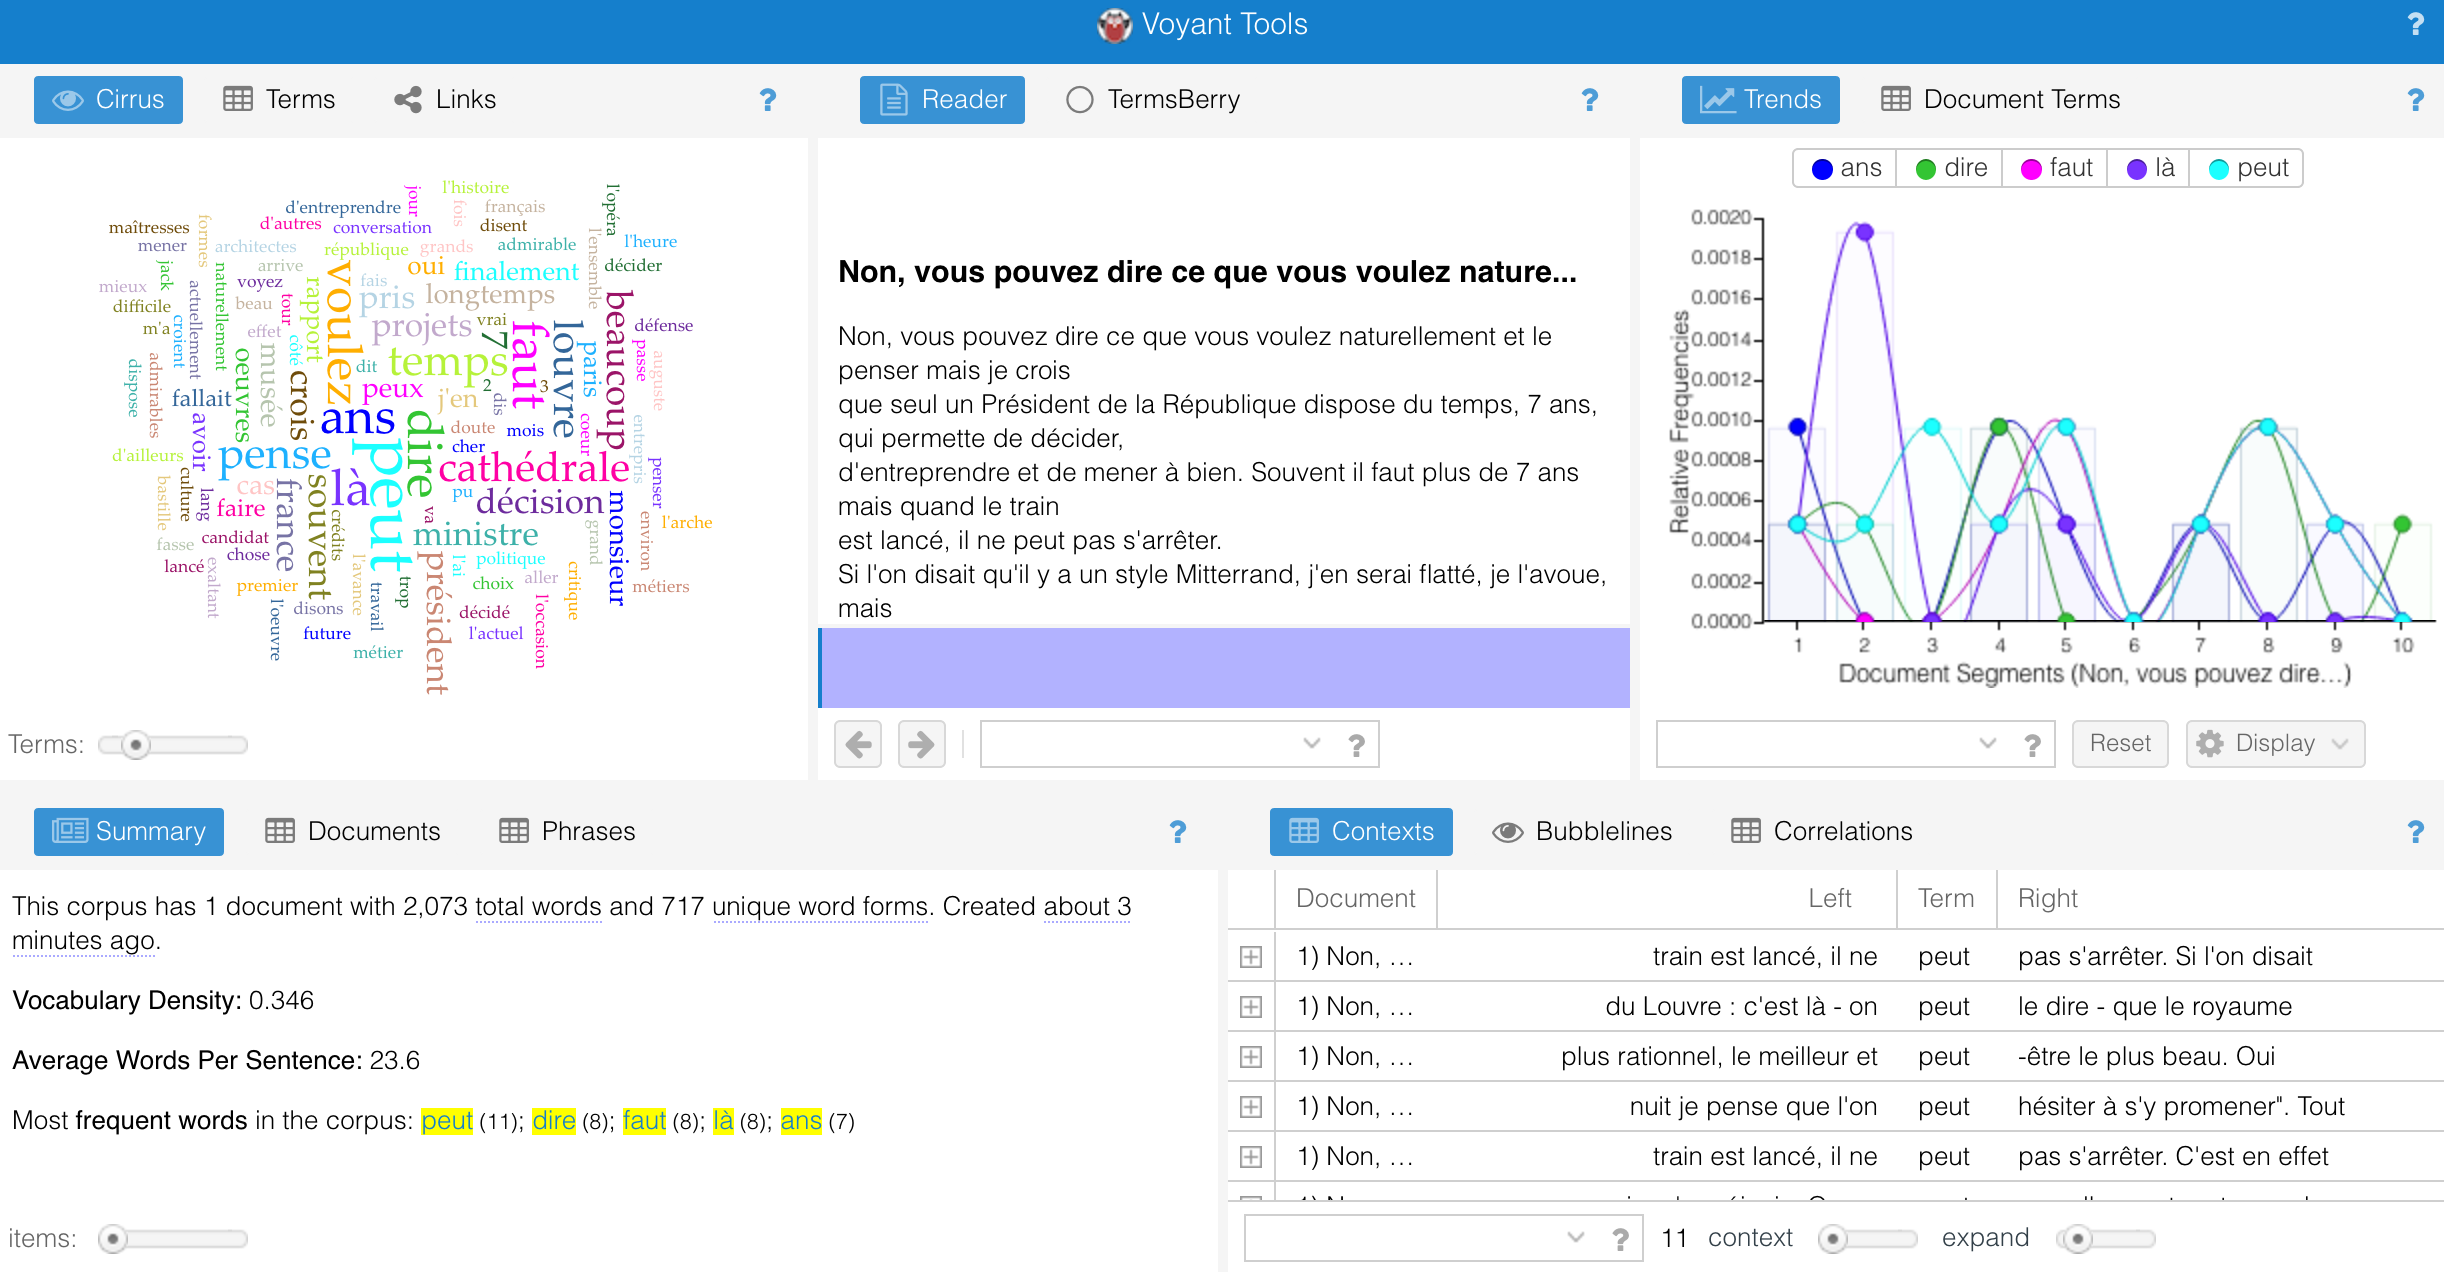 Voyant Tools
?
Cirrus Terms Links ?
Reader TermsBerry ?
Trends Document Terms ?
l'histoire
jour
l'opéra
d'entreprendre
fois
français
maîtresses
formes
d'autres
conversation
disent
mener
architectes
république
grands
admirable
l'ensemble
l'heure
jack
arrive
oui
finalement
décider
mieux
actuellement
naturellement
voyez
rapport
voulez
fais
pris
longtemps
beaucoup
difficile
beau
tour
m'a
croient
effet
côté
projets
vrai
7
faut
louvre
paris
défense
passe
auguste
dispose
admirables
oeuvres
musée
crois
dit
temps
peux
2
3
fallait
j'en
dis
avoir
ans
dire
doute
mois
coeur
entrepris
d'ailleurs
pense
peut
cher
cathédrale
penser
bastille
culture
lang
cas
france
souvent
là
pu
décision
monsieur
faire
crédits
va
ministre
grand
environ
l'arche
fasse
candidat
chose
lancé
exaltant
l'avance
président
l'ai
politique
critique
premier
travail
trop
choix
aller
métiers
l'oeuvre
disons
décidé
l'occasion
future
l'actuel
métier
Terms:
Non, vous pouvez dire ce que vous voulez nature...
Non, vous pouvez dire ce que vous voulez naturellement et le
penser mais je crois
que seul un Président de la République dispose du temps, 7 ans,
qui permette de décider,
d'entreprendre et de mener à bien. Souvent il faut plus de 7 ans
mais quand le train
est lancé, il ne peut pas s'arrêter.
Si l'on disait qu'il y a un style Mitterrand, j'en serai flatté, je l'avoue,
mais
?
ans dire faut là peut
Relative Frequencies
0.0020
0.0018
0.0016
0.0014
0.0012
0.0010
0.0008
0.0006
0.0004
0.0002
0.0000
1 2 3 4 5 6 7 8 9 10
Document Segments (Non, vous pouvez dire...)
? Reset Display
Summary Documents Phrases ?
This corpus has 1 document with 2,073 total words and 717 unique word forms. Created about 3
minutes ago.
Vocabulary Density: 0.346
Average Words Per Sentence: 23.6
Most frequent words in the corpus: peut (11); dire (8); faut (8); là (8); ans (7)
items:
Contexts Bubblelines Correlations ?
Document Left Term Right
1) Non, ... train est lancé, il ne peut pas s'arrêter. Si l'on disait
1) Non, ... du Louvre : c'est là - on peut le dire - que le royaume
1) Non, ... plus rationnel, le meilleur et peut -être le plus beau. Oui
1) Non, ... nuit je pense que l'on peut hésiter à s'y promener". Tout
1) Non, ... train est lancé, il ne peut pas s'arrêter. C'est en effet
? 11 context expand